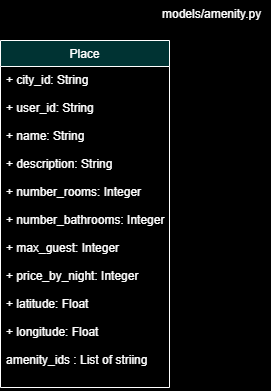 models/amenity.py
Place
+ city_id: String
+ user_id: String
+ name: String
+ description: String
+ number_rooms: Integer
+ number_bathrooms: Integer
+ max_guest: Integer
+ price_by_night: Integer
+ latitude: Float
+ longitude: Float
amenity_ids : List of striing